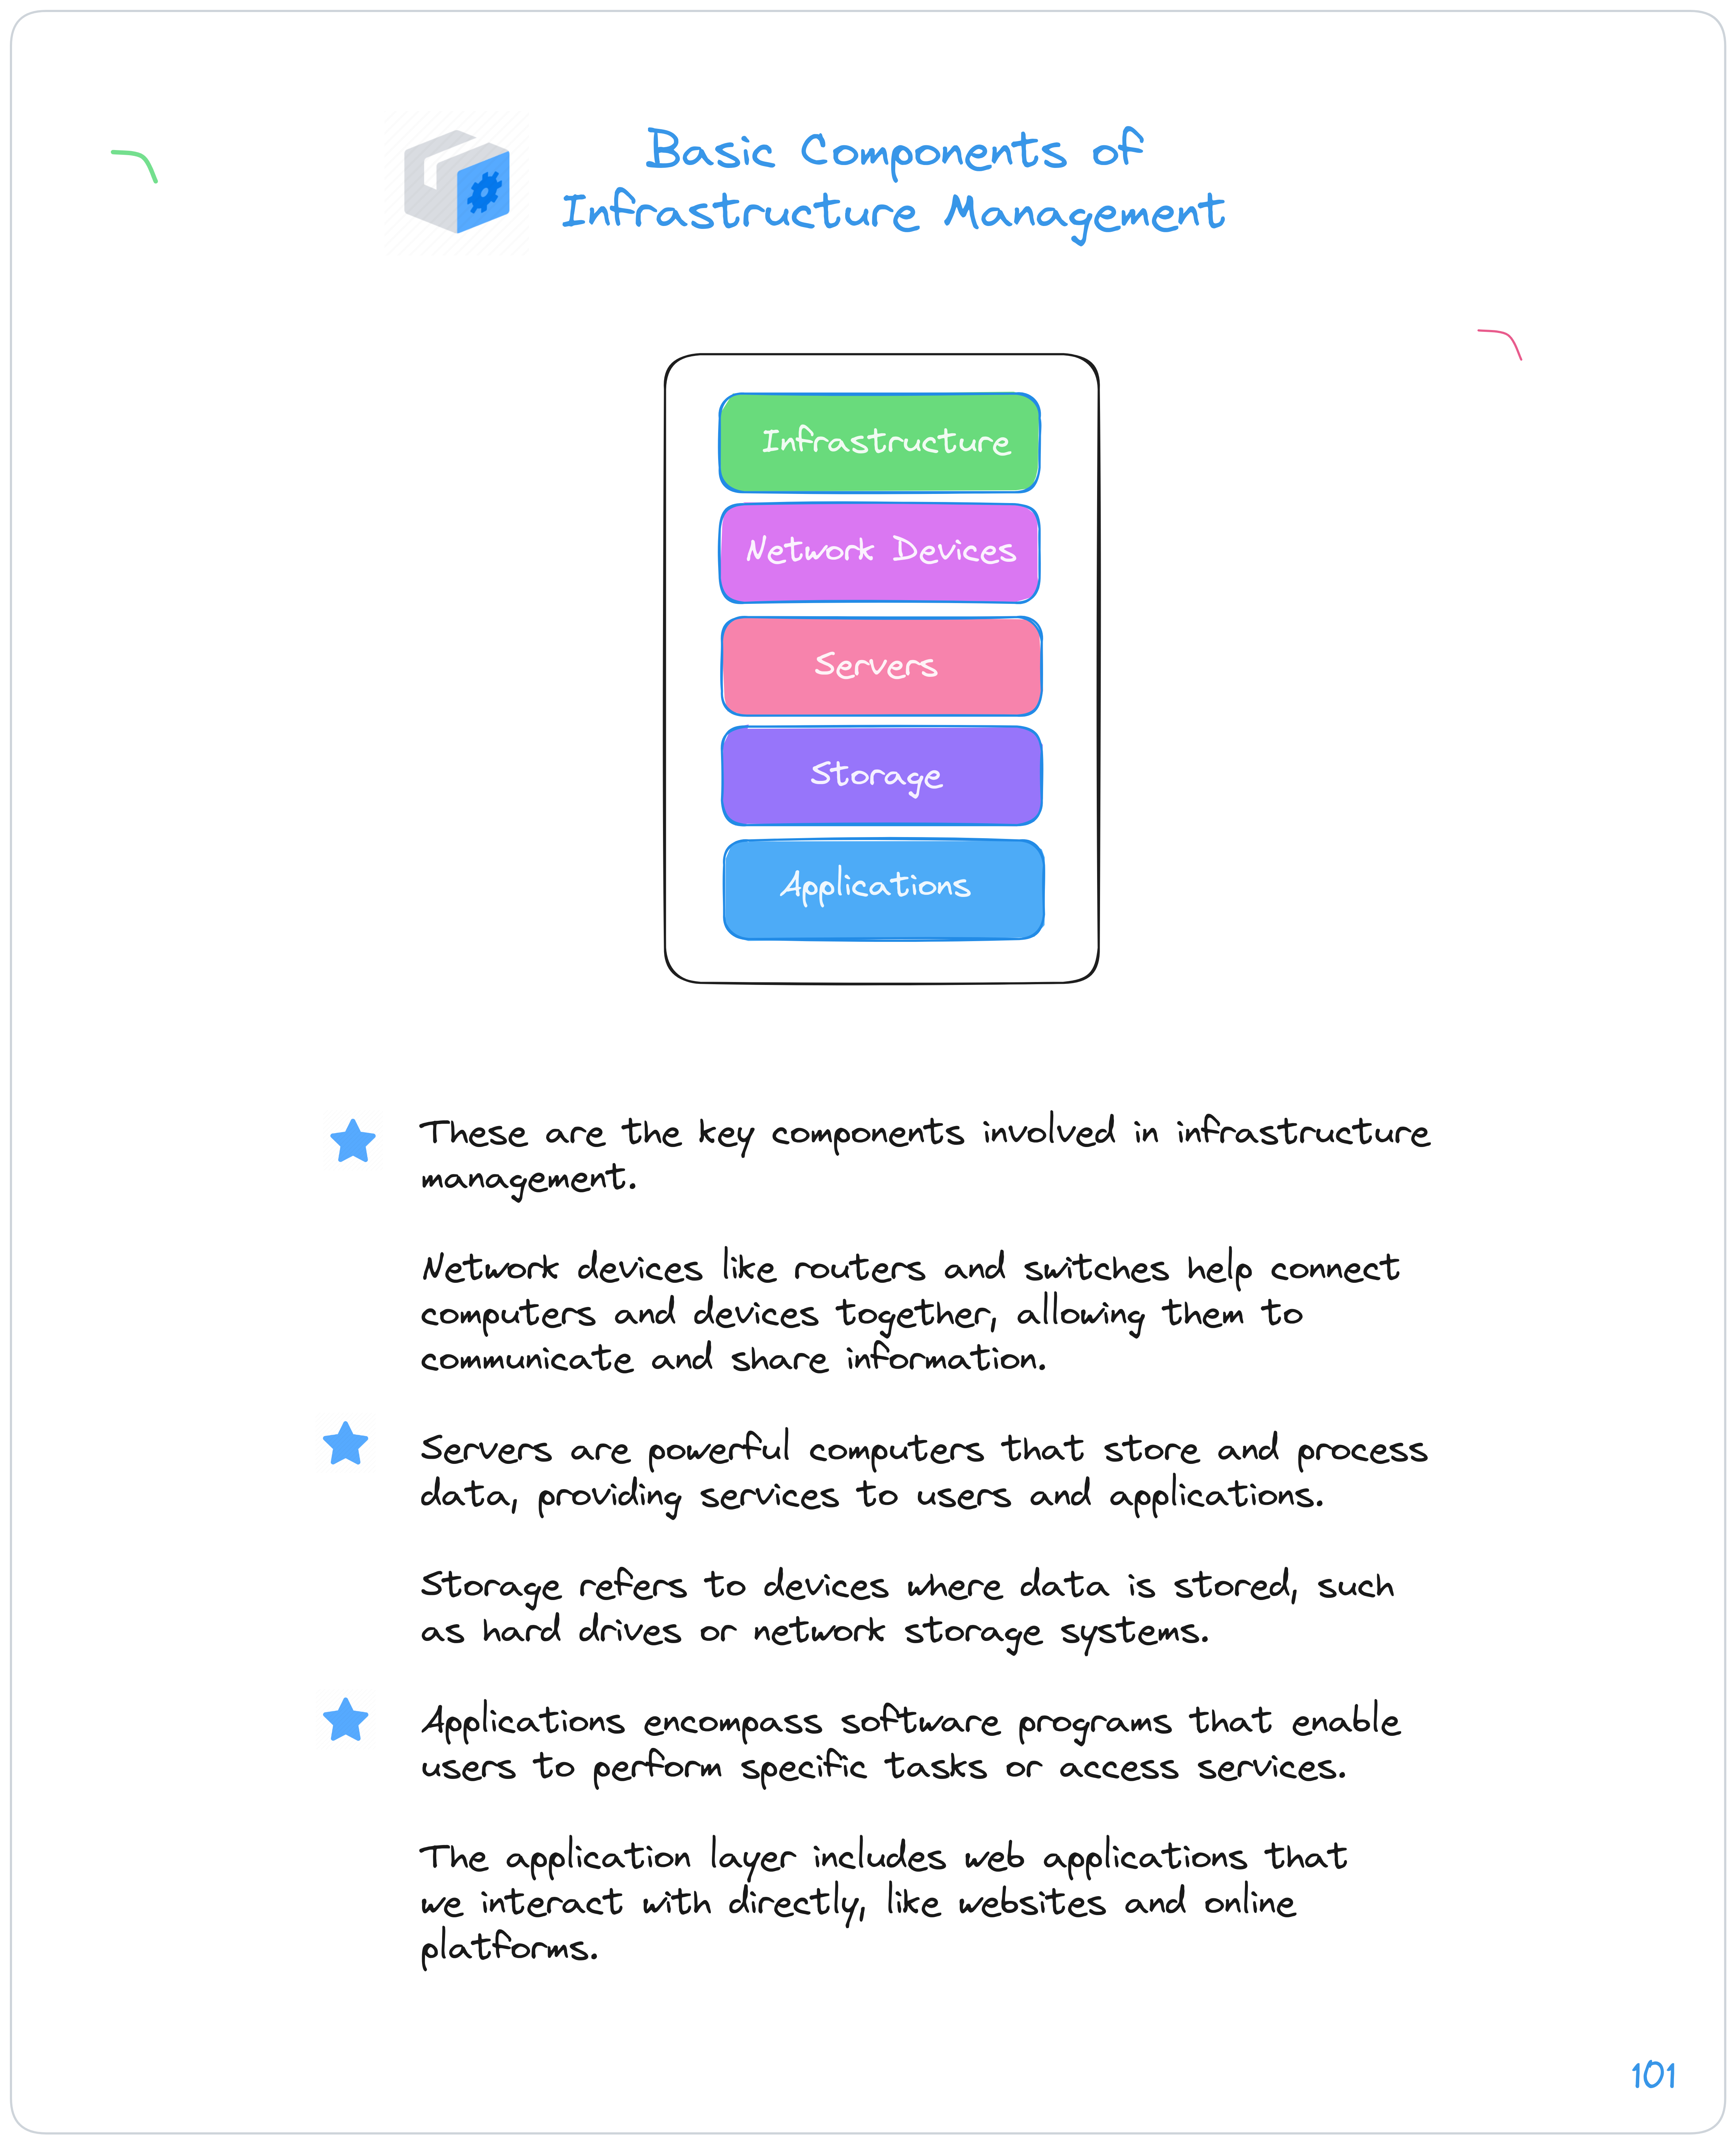 Basic Components of
Infrastructure Management
Infrastructure
Network Devices
Servers
Storage
Applications
These are the key components involved in infrastructure
management.
Network devices like routers and switches help connect
computers and devices together, allowing them to
communicate and share information.
Servers are powerful computers that store and process
data, providing services to users and applications.
Storage refers to devices where data is stored, such
as hard drives or network storage systems.
Applications encompass software programs that enable
users to perform specific tasks or access services.
The application layer includes web applications that
we interact with directly, like websites and online
platforms.
101